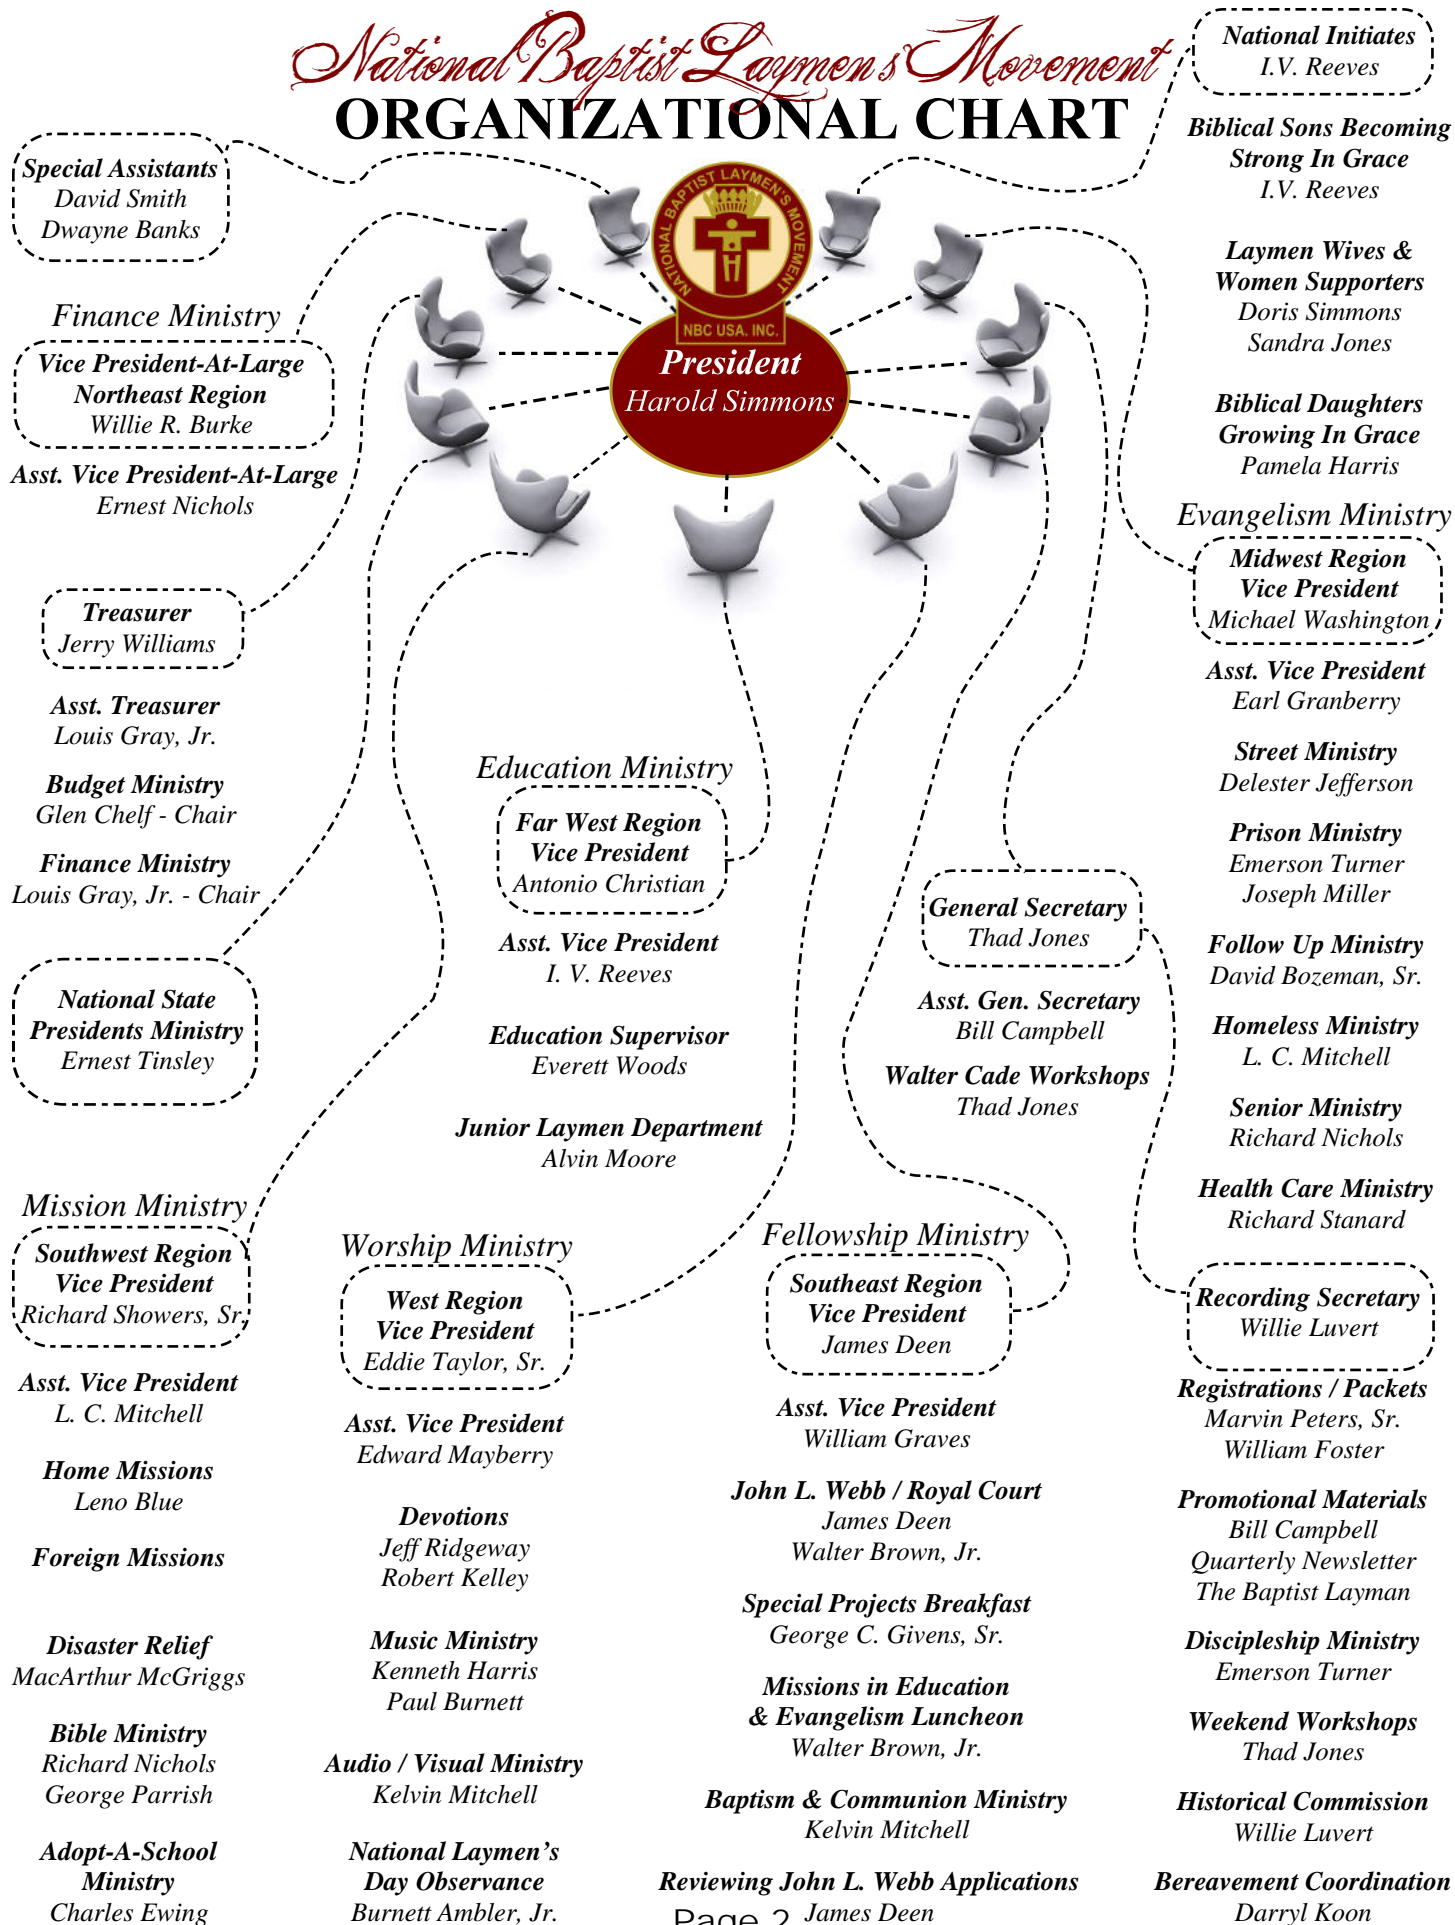 National Baptist Laymen's Movement
ORGANIZATIONAL CHART
NATIONAL BAPTIST LAYMEN'S MOVEMENT
NBC USA. INC.
President
Harold Simmons
Special Assistants
David Smith
Dwayne Banks
Finance Ministry
Vice President-At-Large
Northeast Region
Willie R. Burke
Asst. Vice President-At-Large
Ernest Nichols
Treasurer
Jerry Williams
Asst. Treasurer
Louis Gray, Jr.
Budget Ministry
Glen Chelf - Chair
Finance Ministry
Louis Gray, Jr. - Chair
National State
Presidents Ministry
Ernest Tinsley
Mission Ministry
Southwest Region
Vice President
Richard Showers, Sr.
Asst. Vice President
L. C. Mitchell
Home Missions
Leno Blue
Foreign Missions
Disaster Relief
MacArthur McGriggs
Bible Ministry
Richard Nichols
George Parrish
Adopt-A-School
Ministry
Charles Ewing
Education Ministry
Far West Region
Vice President
Antonio Christian
Asst. Vice President
I. V. Reeves
Education Supervisor
Everett Woods
Junior Laymen Department
Alvin Moore
Worship Ministry
West Region
Vice President
Eddie Taylor, Sr.
Asst. Vice President
Edward Mayberry
Devotions
Jeff Ridgeway
Robert Kelley
Music Ministry
Kenneth Harris
Paul Burnett
Audio / Visual Ministry
Kelvin Mitchell
National Laymen’s
Day Observance
Burnett Ambler, Jr.
General Secretary
Thad Jones
Asst. Gen. Secretary
Bill Campbell
Walter Cade Workshops
Thad Jones
Fellowship Ministry
Southeast Region
Vice President
James Deen
Asst. Vice President
William Graves
John L. Webb / Royal Court
James Deen
Walter Brown, Jr.
Special Projects Breakfast
George C. Givens, Sr.
Missions in Education
& Evangelism Luncheon
Walter Brown, Jr.
Baptism & Communion Ministry
Kelvin Mitchell
Reviewing John L. Webb Applications
James Deen
National Initiates
I.V. Reeves
Biblical Sons Becoming
Strong In Grace
I.V. Reeves
Laymen Wives &
Women Supporters
Doris Simmons
Sandra Jones
Biblical Daughters
Growing In Grace
Pamela Harris
Evangelism Ministry
Midwest Region
Vice President
Michael Washington
Asst. Vice President
Earl Granberry
Street Ministry
Delester Jefferson
Prison Ministry
Emerson Turner
Joseph Miller
Follow Up Ministry
David Bozeman, Sr.
Homeless Ministry
L. C. Mitchell
Senior Ministry
Richard Nichols
Health Care Ministry
Richard Stanard
Recording Secretary
Willie Luvert
Registrations / Packets
Marvin Peters, Sr.
William Foster
Promotional Materials
Bill Campbell
Quarterly Newsletter
The Baptist Layman
Discipleship Ministry
Emerson Turner
Weekend Workshops
Thad Jones
Historical Commission
Willie Luvert
Bereavement Coordination
Darryl Koon
Page 2